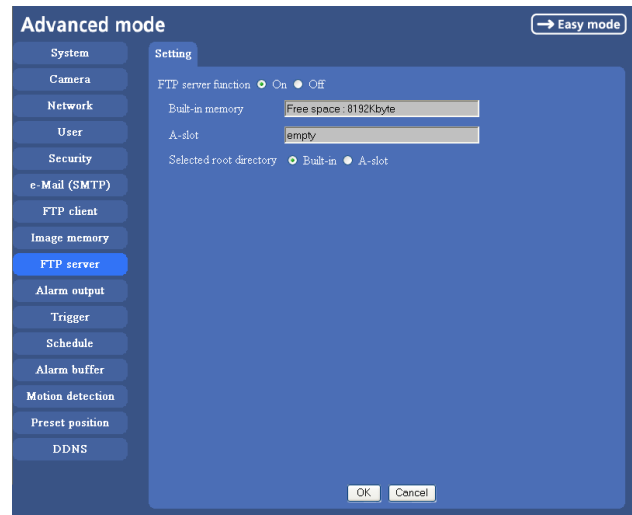 Advanced mode
→ Easy mode
System
Camera
Network
User
Security
e-Mail (SMTP)
FTP client
Image memory
FTP server
Alarm output
Trigger
Schedule
Alarm buffer
Motion detection
Preset position
DDNS
Setting
FTP server function On Off
Built-in memory Free space : 8192Kbyte
A-slot empty
Selected root directory Built-in A-slot
OK Cancel